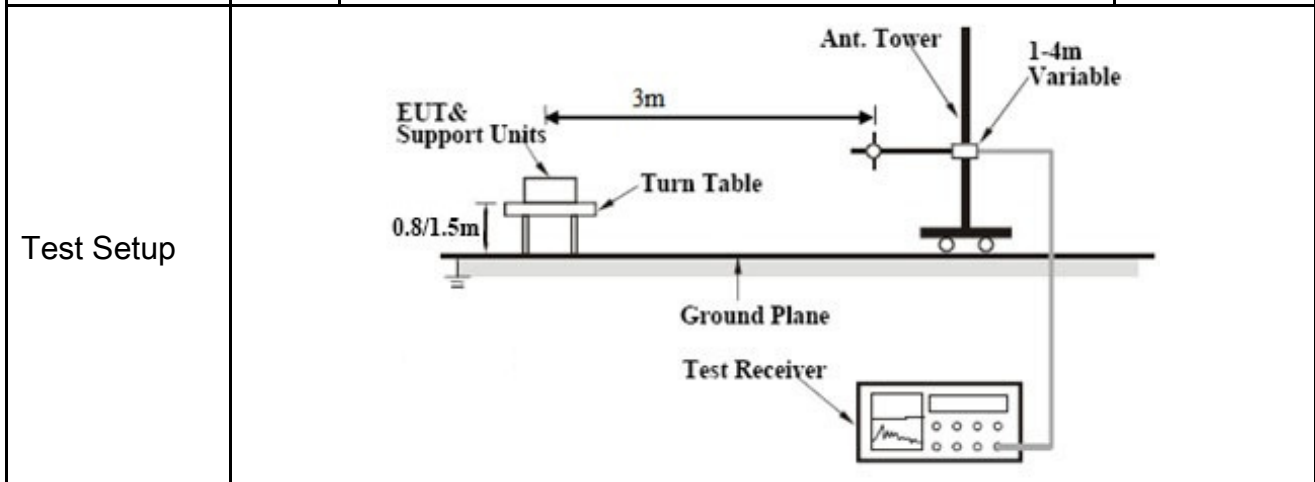 Test Setup
Ant. Tower
1-4m
Variable
3m
EUT&
Support Units
Turn Table
0.8/1.5m
Ground Plane
Test Receiver